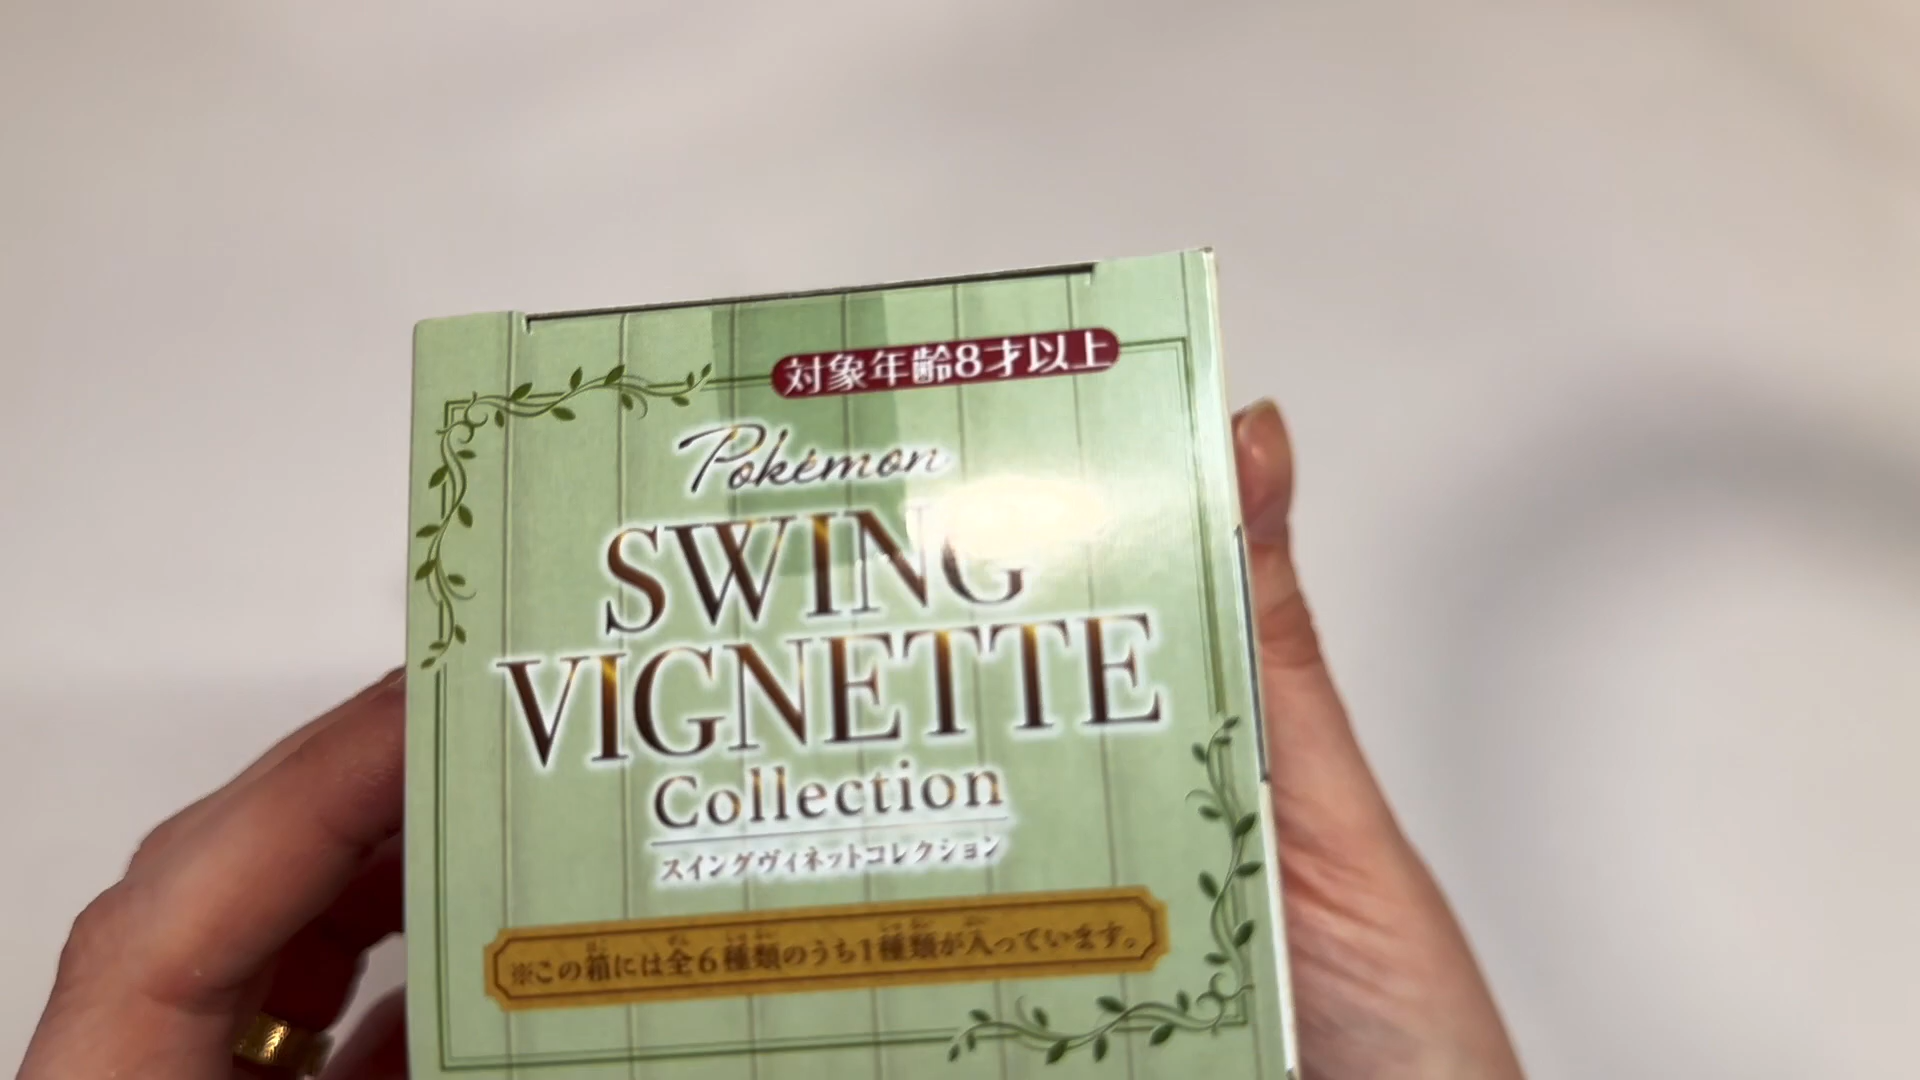 対象年齢8才以上
Pokémon
SWING
VIGNETTE
Collection
スイングヴィネットコレクション
※この箱には全6種類のうち1種類が入っています。